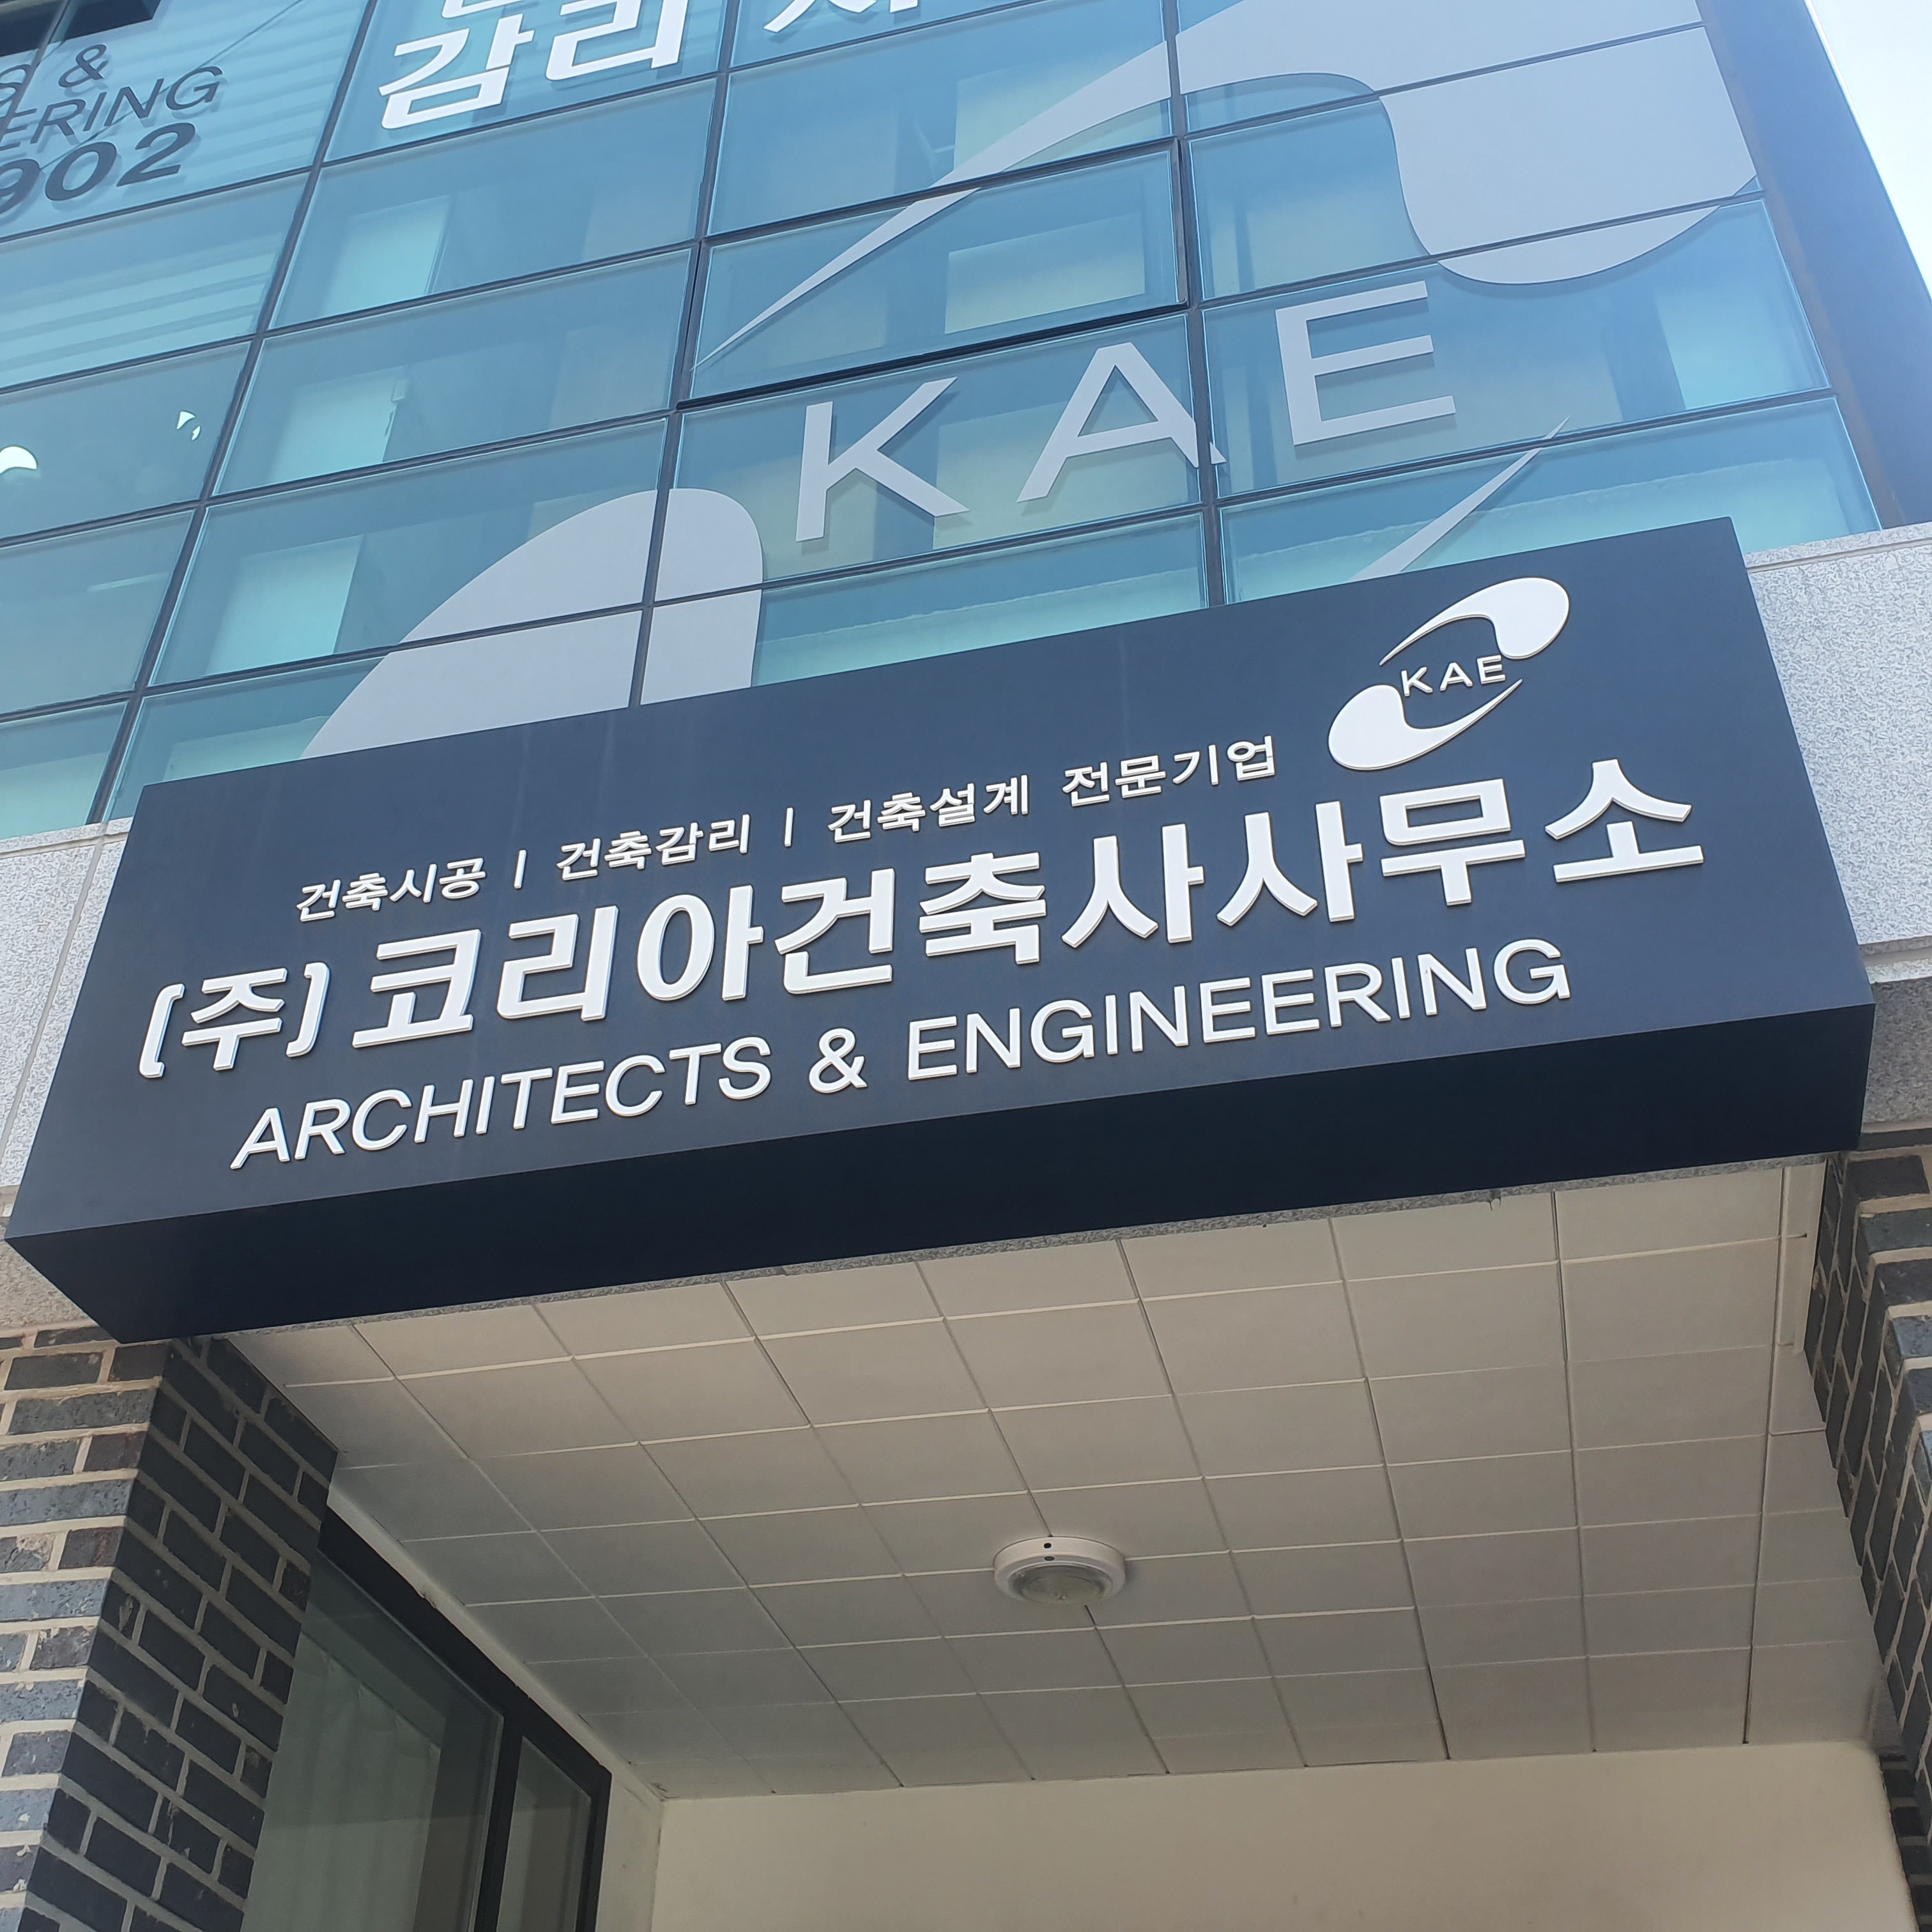 &
902
감리
KAE
KAE
건축시공 | 건축감리 | 건축설계 전문기업
(주)코리아건축사사무소
ARCHITECTS & ENGINEERING